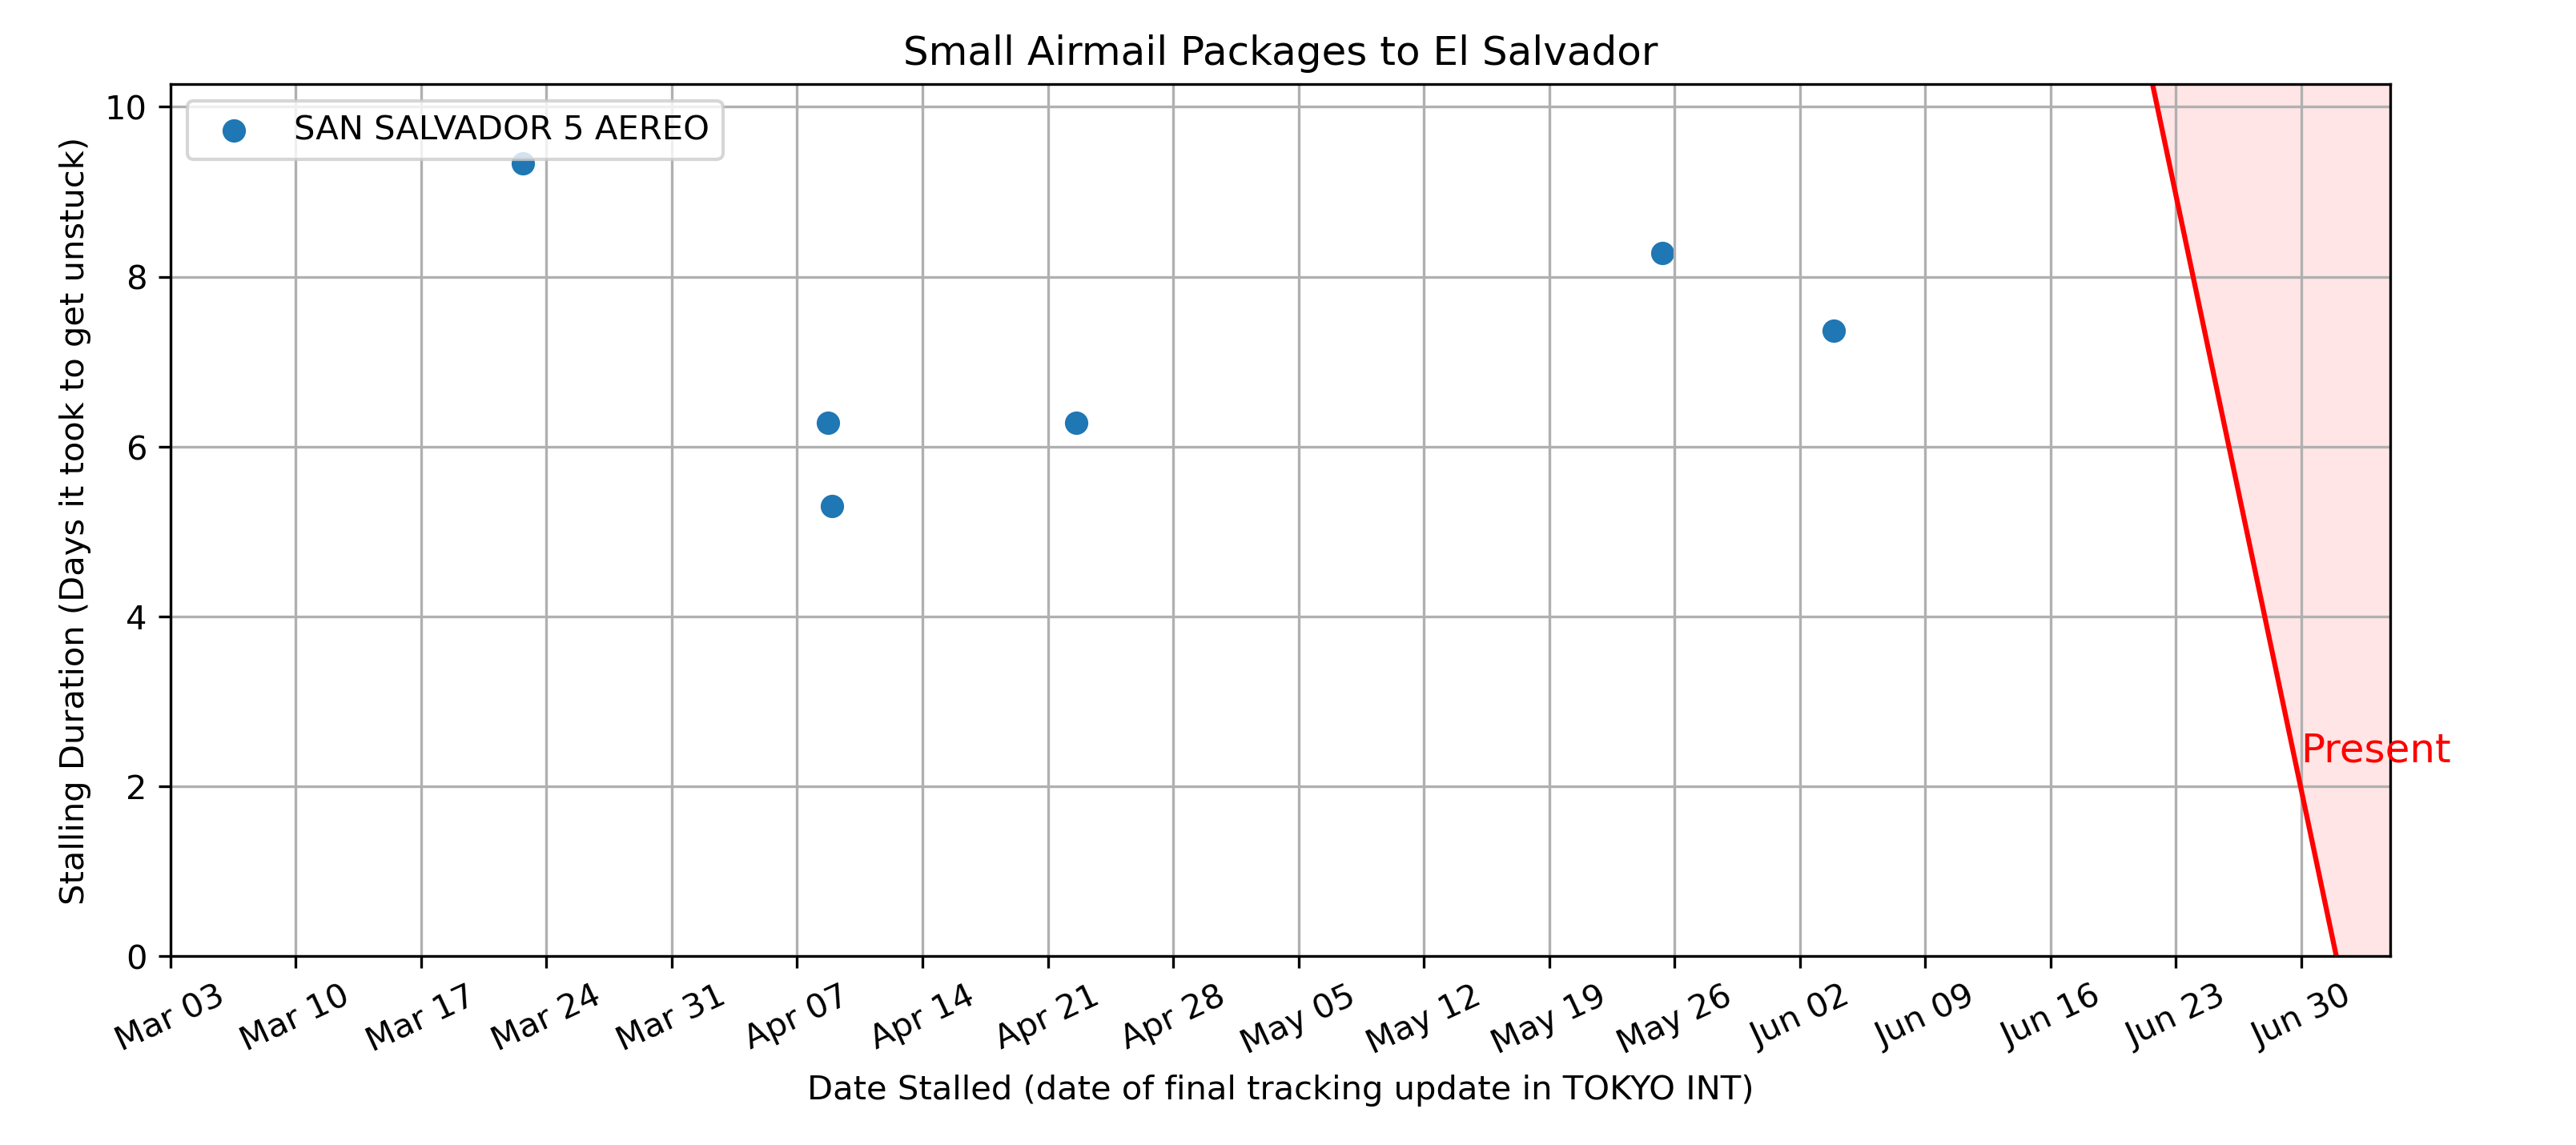 Small Airmail Packages to El Salvador
SAN SALVADOR 5 AEREO
Stalling Duration (Days it took to get unstuck)
10
8
6
4
2
0
Present
Mar 03 Mar 10 Mar 17 Mar 24 Mar 31 Apr 07 Apr 14 Apr 21 Apr 28 May 05 May 12 May 19 May 26 Jun 02 Jun 09 Jun 16 Jun 23 Jun 30
Date Stalled (date of final tracking update in TOKYO INT)